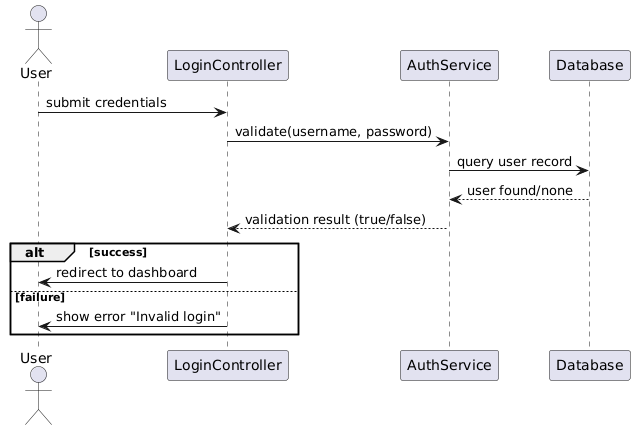 User
LoginController
AuthService
Database
submit credentials
validate(username, password)
query user record
user found/none
validation result (true/false)
alt [success]
redirect to dashboard
[failure]
show error "Invalid login"
User
LoginController
AuthService
Database